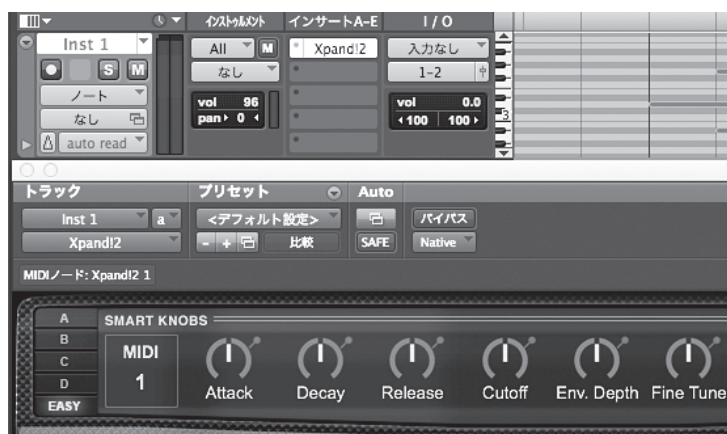 インストゥルメント インサートA-E I / O
Inst 1 All M Xpand!2 入力なし
S M なし 1-2
ノート vol 96 vol 0.0
なし pan 0 100 100 3
auto read
トラック プリセット Auto
Inst 1 a <デフォルト設定> バイパス
Xpand!2 - + 比較 SAFE Native
MIDIノード: Xpand!2 1
A SMART KNOBS
B MIDI
C 1
D Attack Decay Release Cutoff Env. Depth Fine Tune
EASY